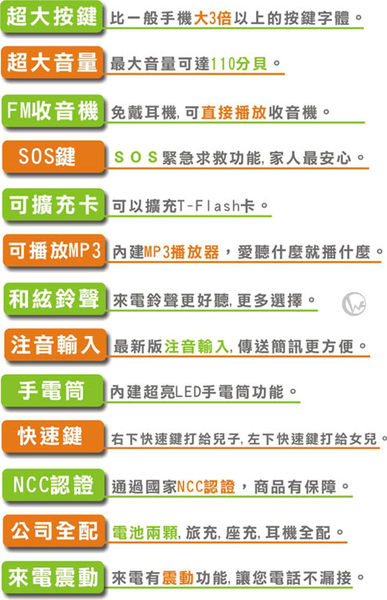 超大按鍵 比一般手機大3倍以上的按鍵字體。
超大音量 最大音量可達110分貝。
FM收音機 免戴耳機,可直接播放收音機。
SOS鍵 SOS緊急求救功能,家人最安心。
可擴充卡 可以擴充T-Flash卡。
可播放MP3 內建MP3播放器，愛聽什麼就播什麼。
和絃鈴聲 來電鈴聲更好聽,更多選擇。
注音輸入 最新版注音輸入,傳送簡訊更方便。
手電筒 內建超亮LED手電筒功能。
快速鍵 右下快速鍵打給兒子,左下快速鍵打給女兒。
NCC認證 通過國家NCC認證，商品有保障。
公司全配 電池兩顆,旅充,座充,耳機全配。
來電震動 來電有震動功能,讓您電話不漏接。